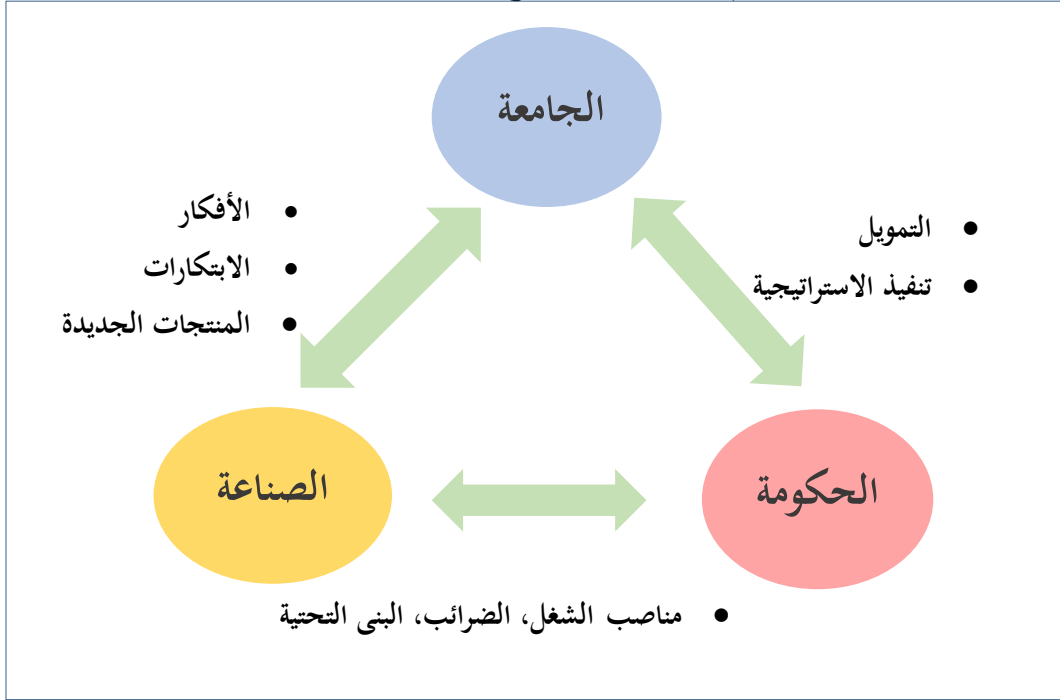 الجامعة
التمويل
تنفيذ الاستراتيجية
الأفكار
الابتكارات
المنتجات الجديدة
الحكومة
الصناعة
مناصب الشغل، الضرائب، البنى التحتية